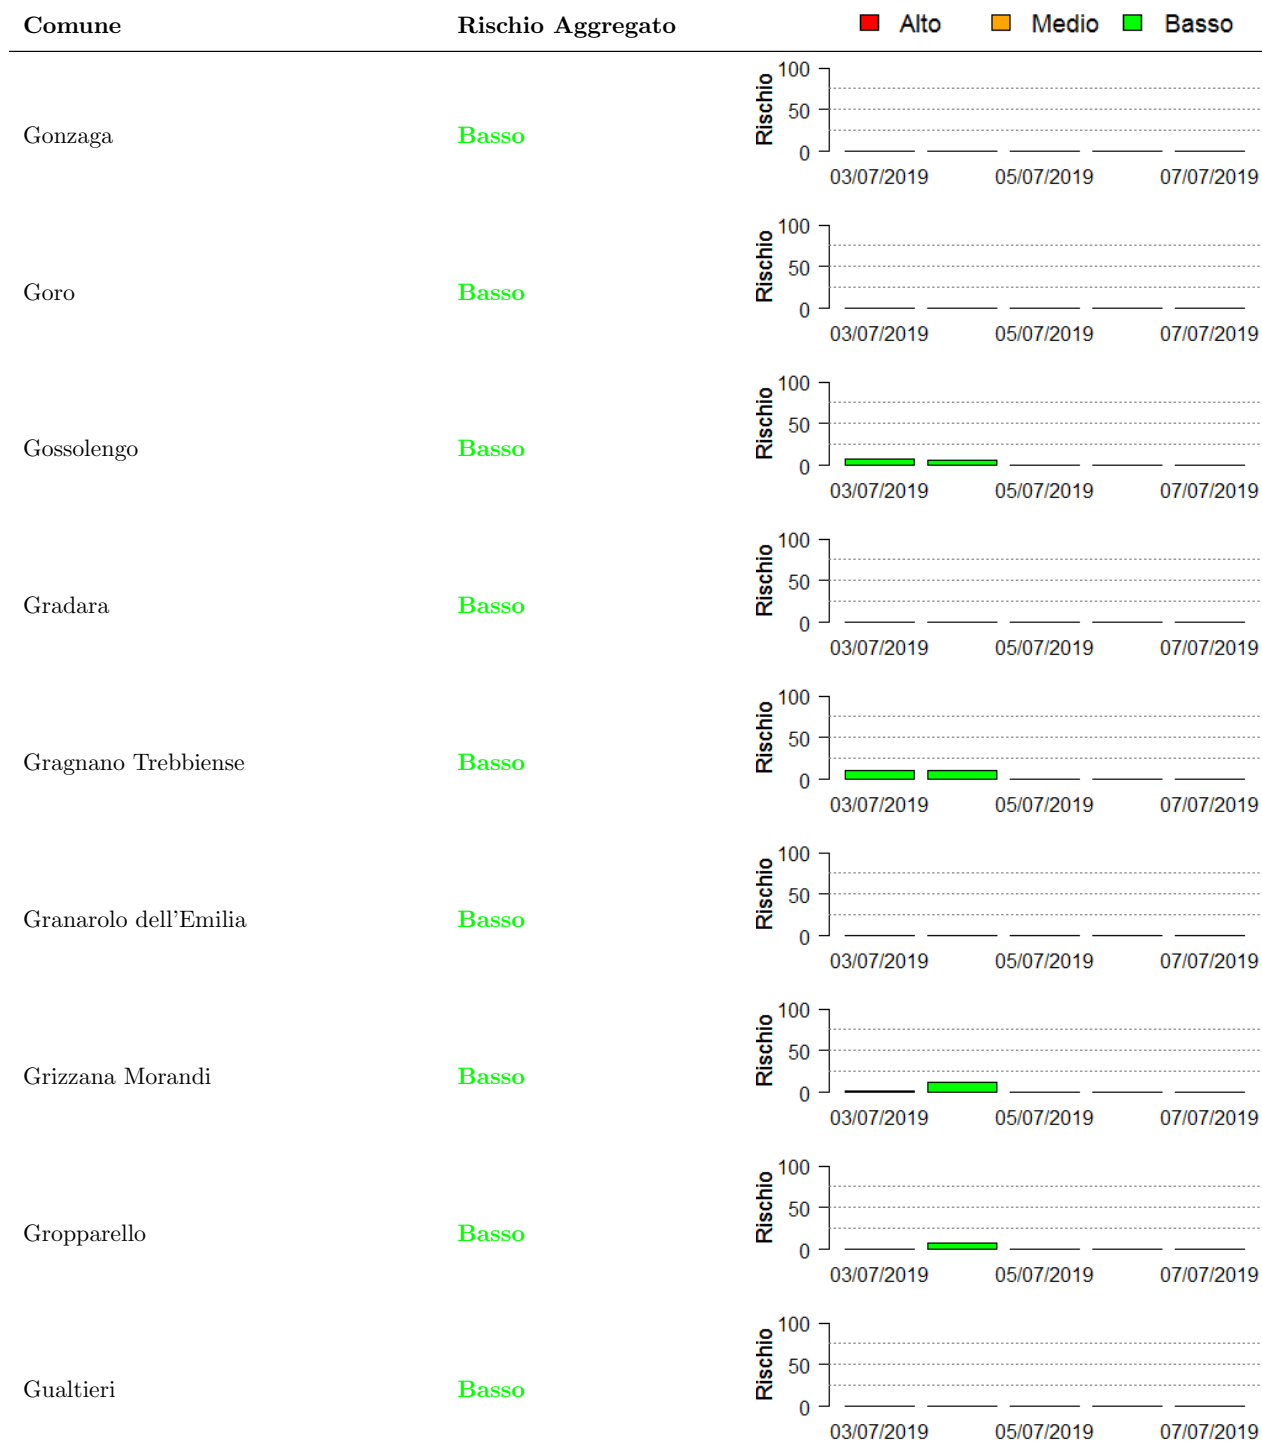 Comune Rischio Aggregato Alto Medio Basso
Gonzaga Basso Rischio 100 50 0
03/07/2019 05/07/2019 07/07/2019
Goro Basso Rischio 100 50 0
03/07/2019 05/07/2019 07/07/2019
Gossolengo Basso Rischio 100 50 0
03/07/2019 05/07/2019 07/07/2019
Gradara Basso Rischio 100 50 0
03/07/2019 05/07/2019 07/07/2019
Gragnano Trebbiense Basso Rischio 100 50 0
03/07/2019 05/07/2019 07/07/2019
Granarolo dell'Emilia Basso Rischio 100 50 0
03/07/2019 05/07/2019 07/07/2019
Grizzana Morandi Basso Rischio 100 50 0
03/07/2019 05/07/2019 07/07/2019
Gropparello Basso Rischio 100 50 0
03/07/2019 05/07/2019 07/07/2019
Gualtieri Basso Rischio 100 50 0
03/07/2019 05/07/2019 07/07/2019